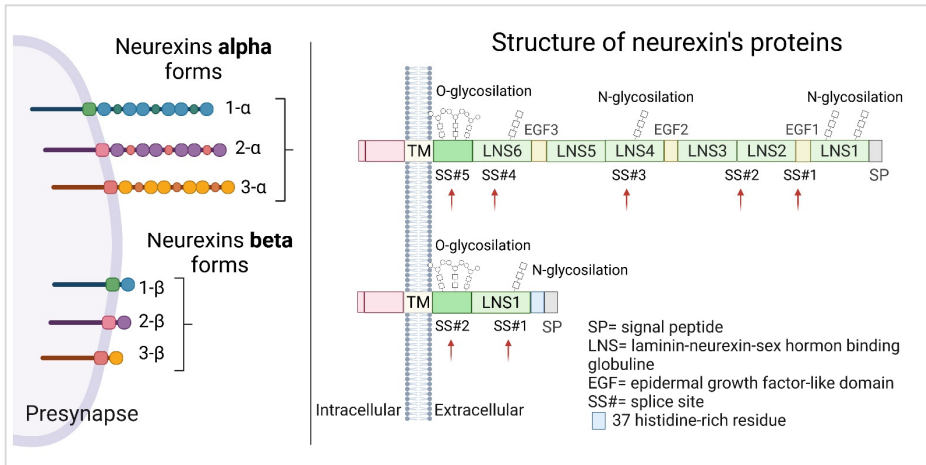 Neurexins alpha
forms
1-α
2-α
3-α
Neurexins beta
forms
1-β
2-β
3-β
Presynapse
Structure of neurexin's proteins
O-glycosilation
N-glycosilation
N-glycosilation
EGF3
EGF2
EGF1
TM
LNS6
LNS5
LNS4
LNS3
LNS2
LNS1
SS#5
SS#4
SS#3
SS#2
SS#1
SP
O-glycosilation
N-glycosilation
TM
LNS1
SS#2
SS#1
SP
Intracellular
Extracellular
SP= signal peptide
LNS= laminin-neurexin-sex hormon binding
globuline
EGF= epidermal growth factor-like domain
SS#= splice site
37 histidine-rich residue